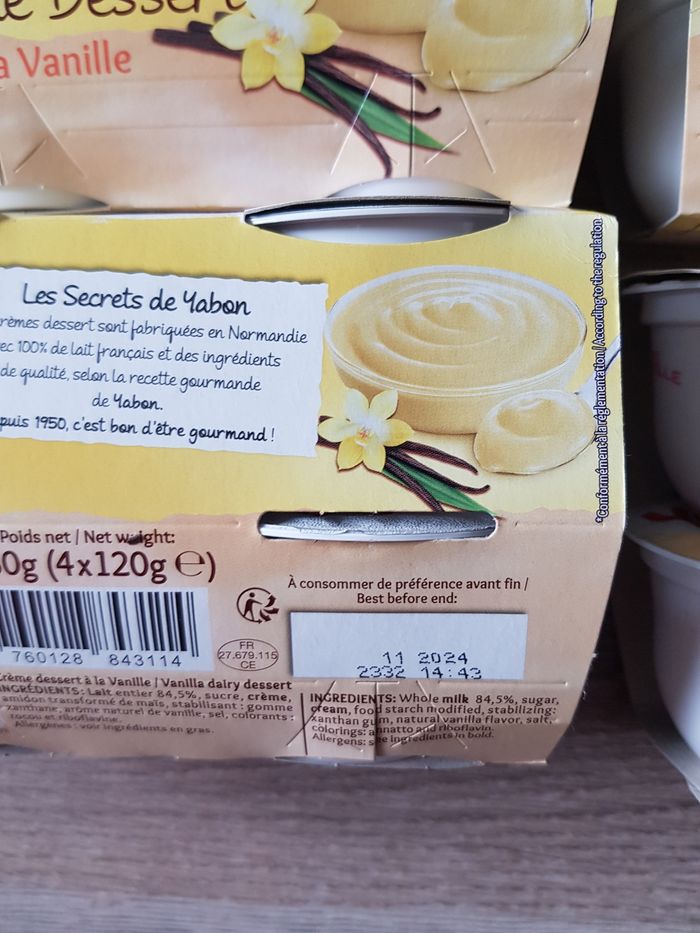 le Dessert
a Vanille
Les Secrets de Yabon
rèmes dessert sont fabriquées en Normandie
ec 100% de lait français et des ingrédients
de qualité, selon la recette gourmande
de Yabon.
puis 1950, c'est bon d'être gourmand !
*Conformément à la réglementation / According to the regulation
Poids net | Net weight:
0g (4x120g ℮)
À consommer de préférence avant fin /
Best before end:
11 2024
2332 14:43
760128 843114
FR
27.679.115
CE
rème dessert à la Vanille / Vanilla dairy dessert
INGRÉDIENTS: Lait entier 84,5%, sucre, crème,
amidon transformé de maïs, stabilisant : gomme
xanthane, arôme naturel de vanille, sel, colorants :
rocou et riboflavine.
Allergènes : voir ingrédients en gras.
INGREDIENTS: Whole milk 84,5%, sugar,
cream, food starch modified, stabilizing:
xanthan gum, natural vanilla flavor, salt,
colorings: annatto and riboflavin.
Allergens: see ingredients in bold.